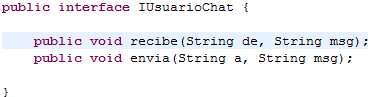 public interface IUsuarioChat {
public void recibe(String de, String msg);
public void envia(String a, String msg);
}